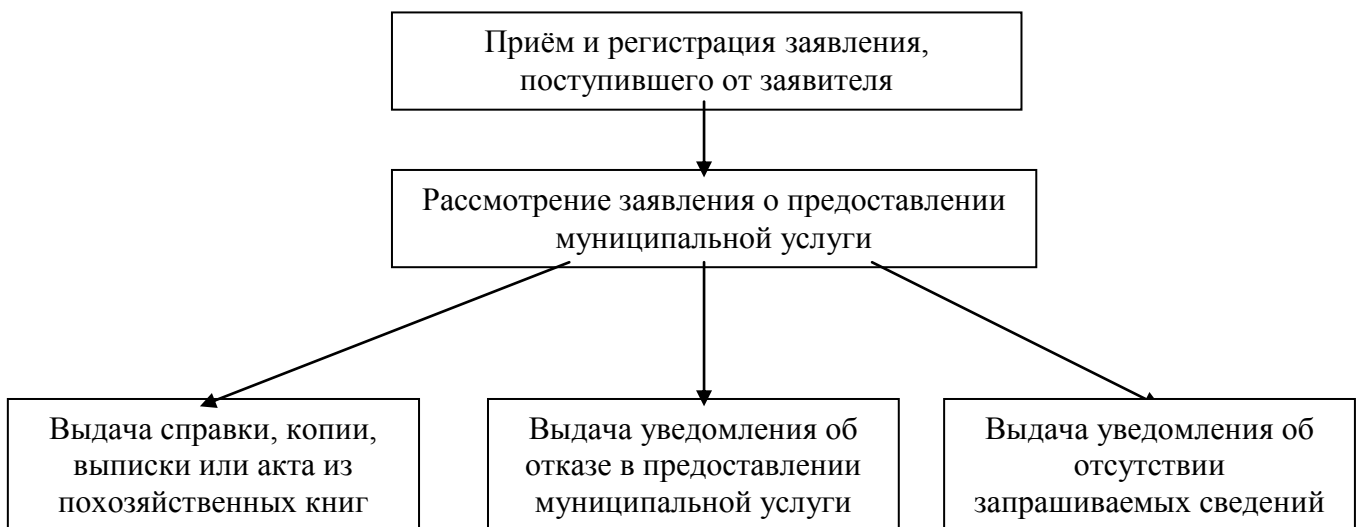 Приём и регистрация заявления,
поступившего от заявителя
Рассмотрение заявления о предоставлении
муниципальной услуги
Выдача справки, копии,
выписки или акта из
похозяйственных книг
Выдача уведомления об
отказе в предоставлении
муниципальной услуги
Выдача уведомления об
отсутствии
запрашиваемых сведений